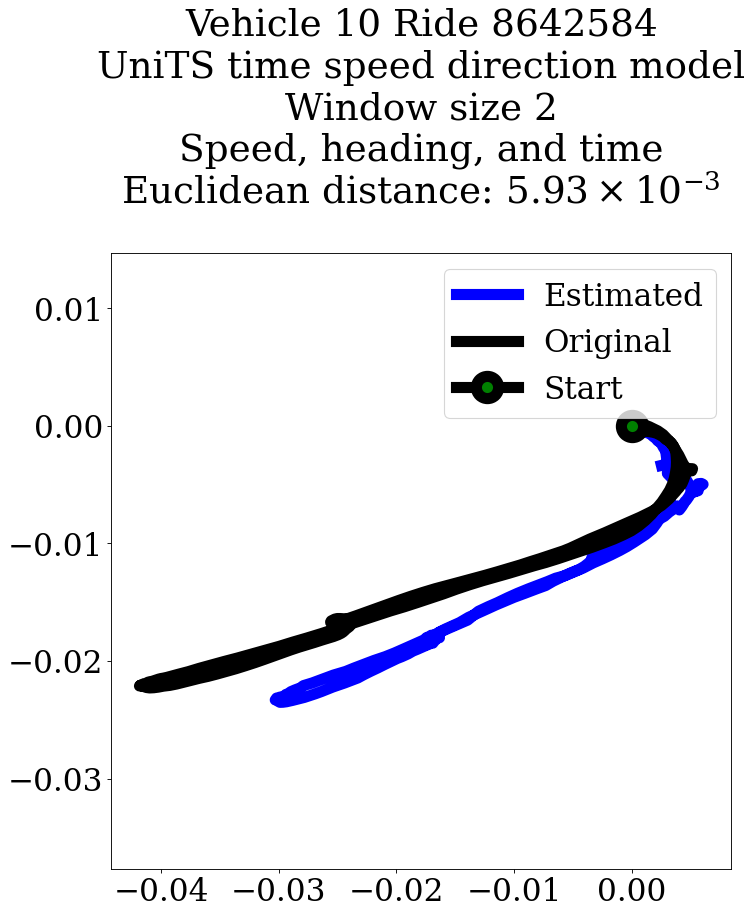 Vehicle 10 Ride 8642584
UniTS time speed direction model
Window size 2
Speed, heading, and time
Euclidean distance: 5.93 × 10⁻³
Estimated
Original
Start
0.01
0.00
−0.01
−0.02
−0.03
−0.04 −0.03 −0.02 −0.01 0.00